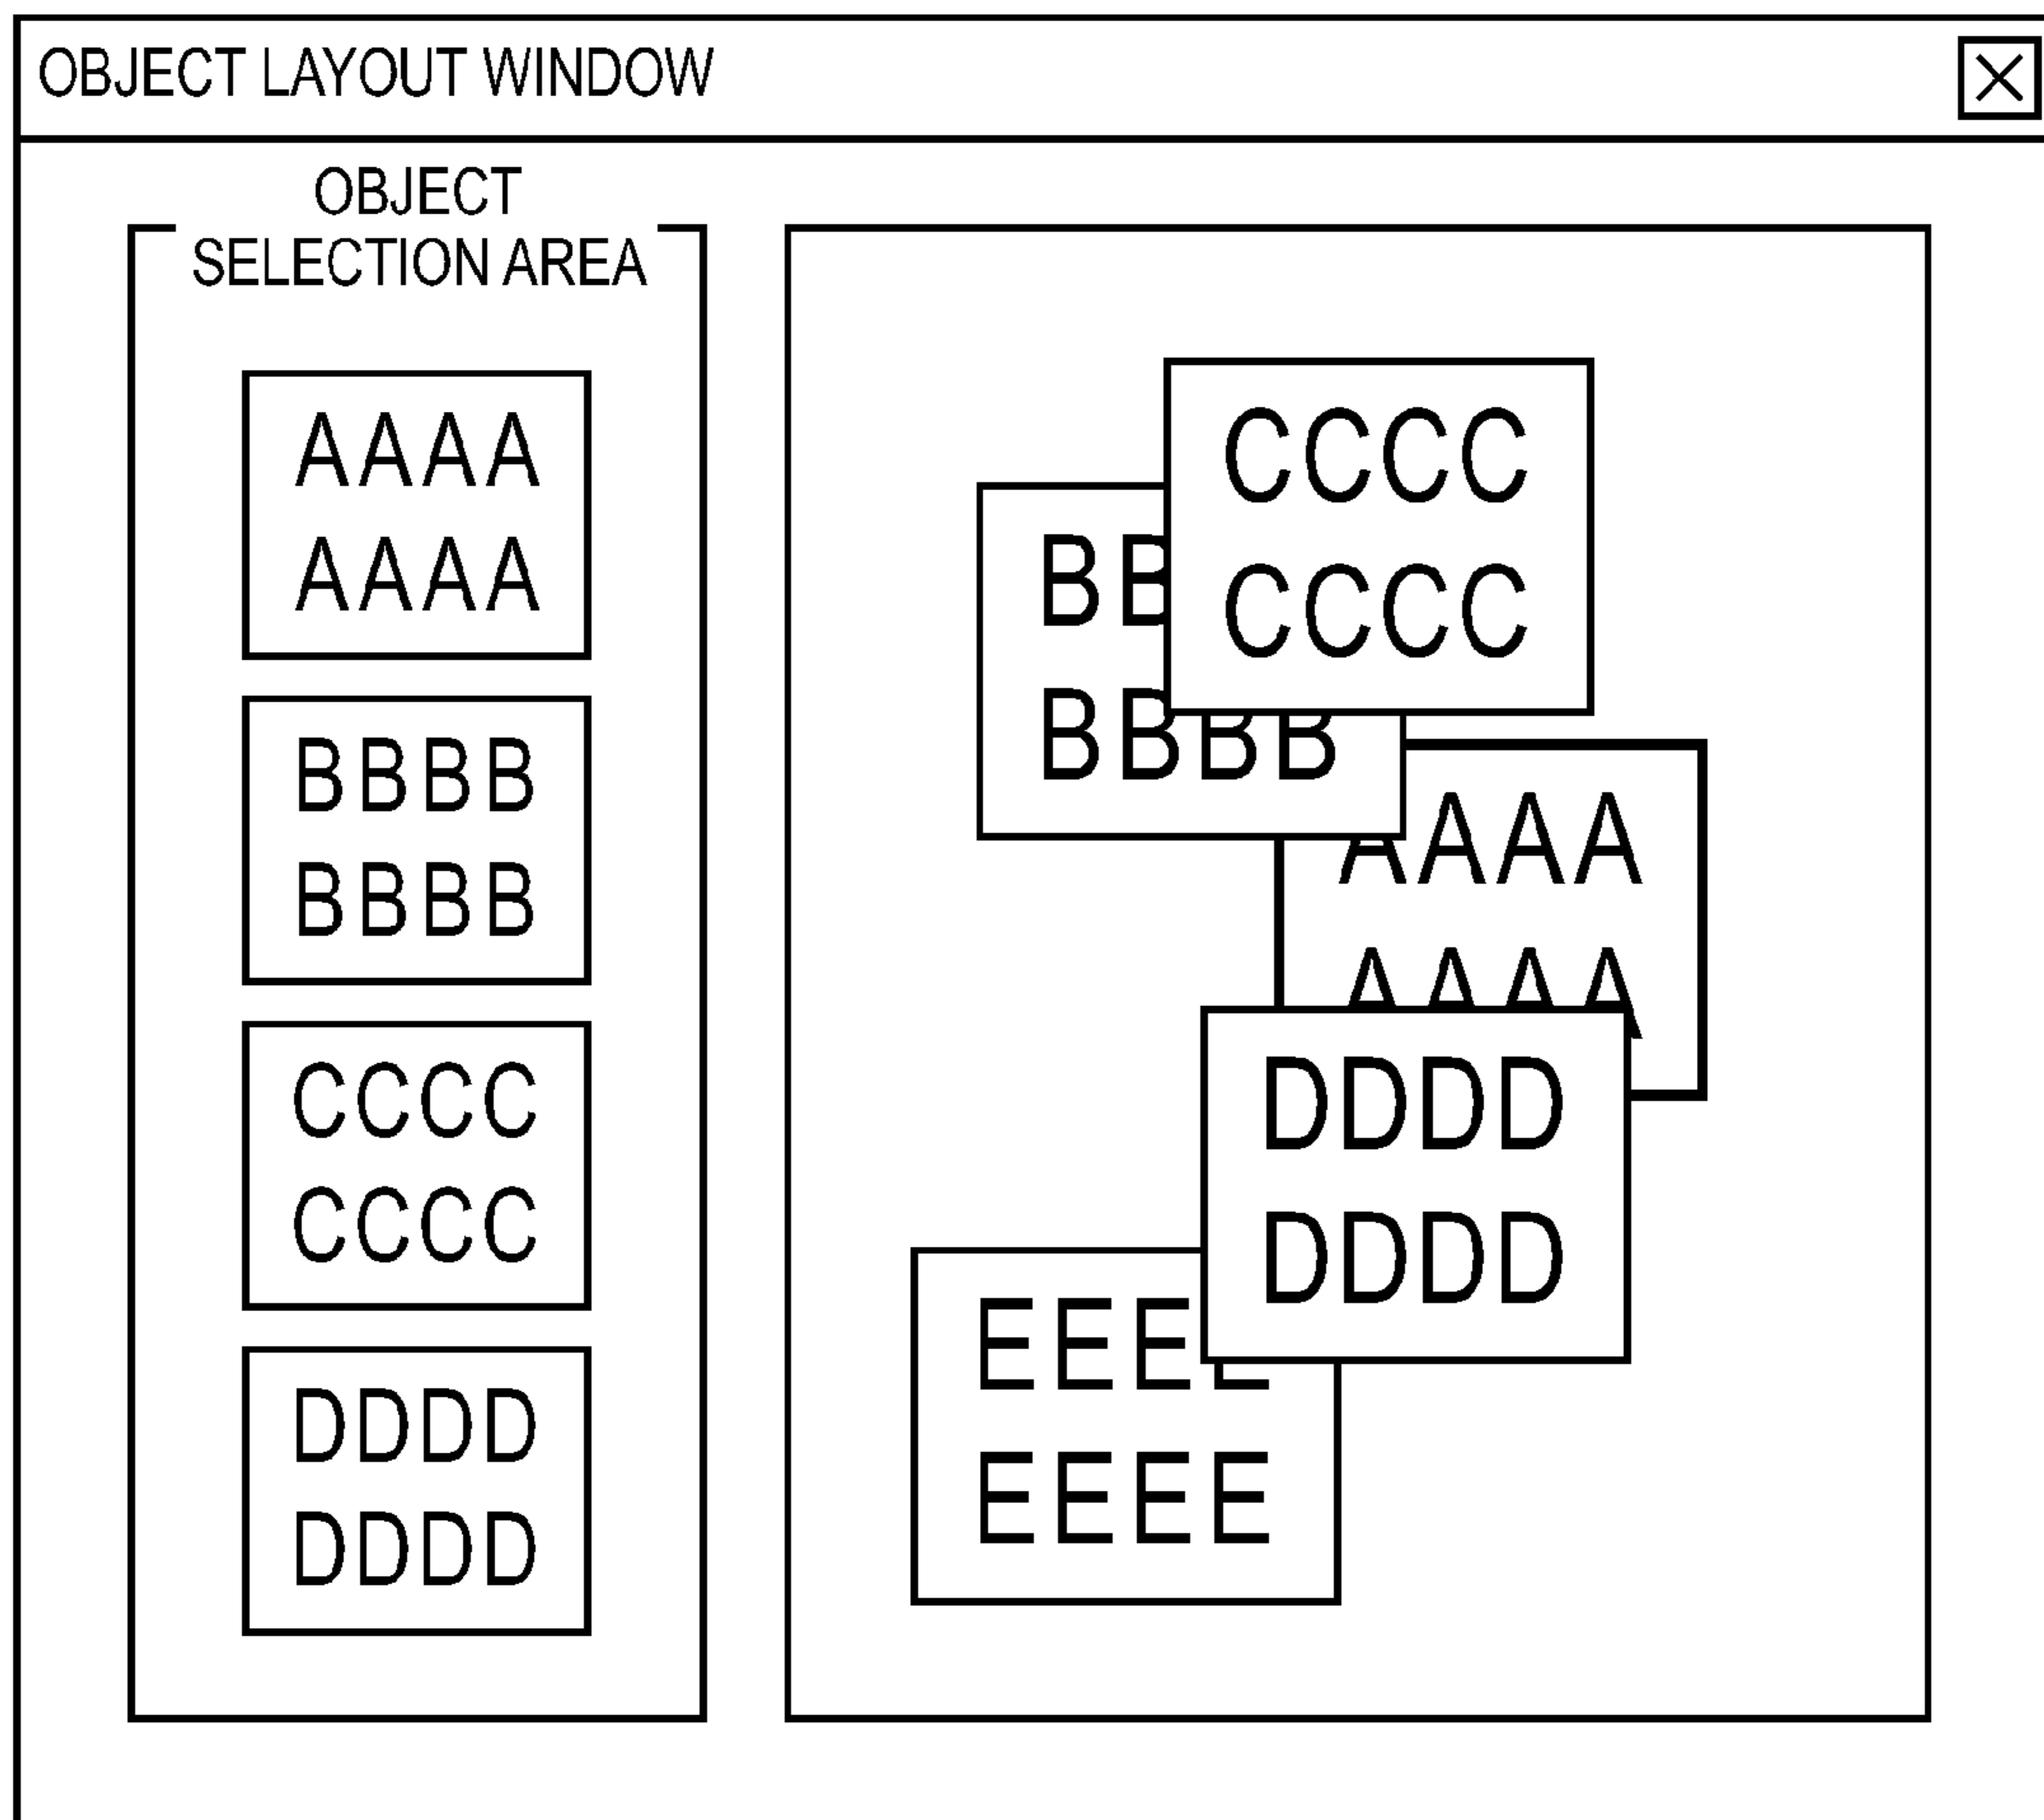 OBJECT LAYOUT WINDOW
OBJECT
SELECTION AREA
AAAA
AAAA
BBBB
BBBB
CCCC
CCCC
DDDD
DDDD
CCCC
CCCC
BB
BBBB
AAAA
AAAA
DDDD
DDDD
EEEE
EEEE